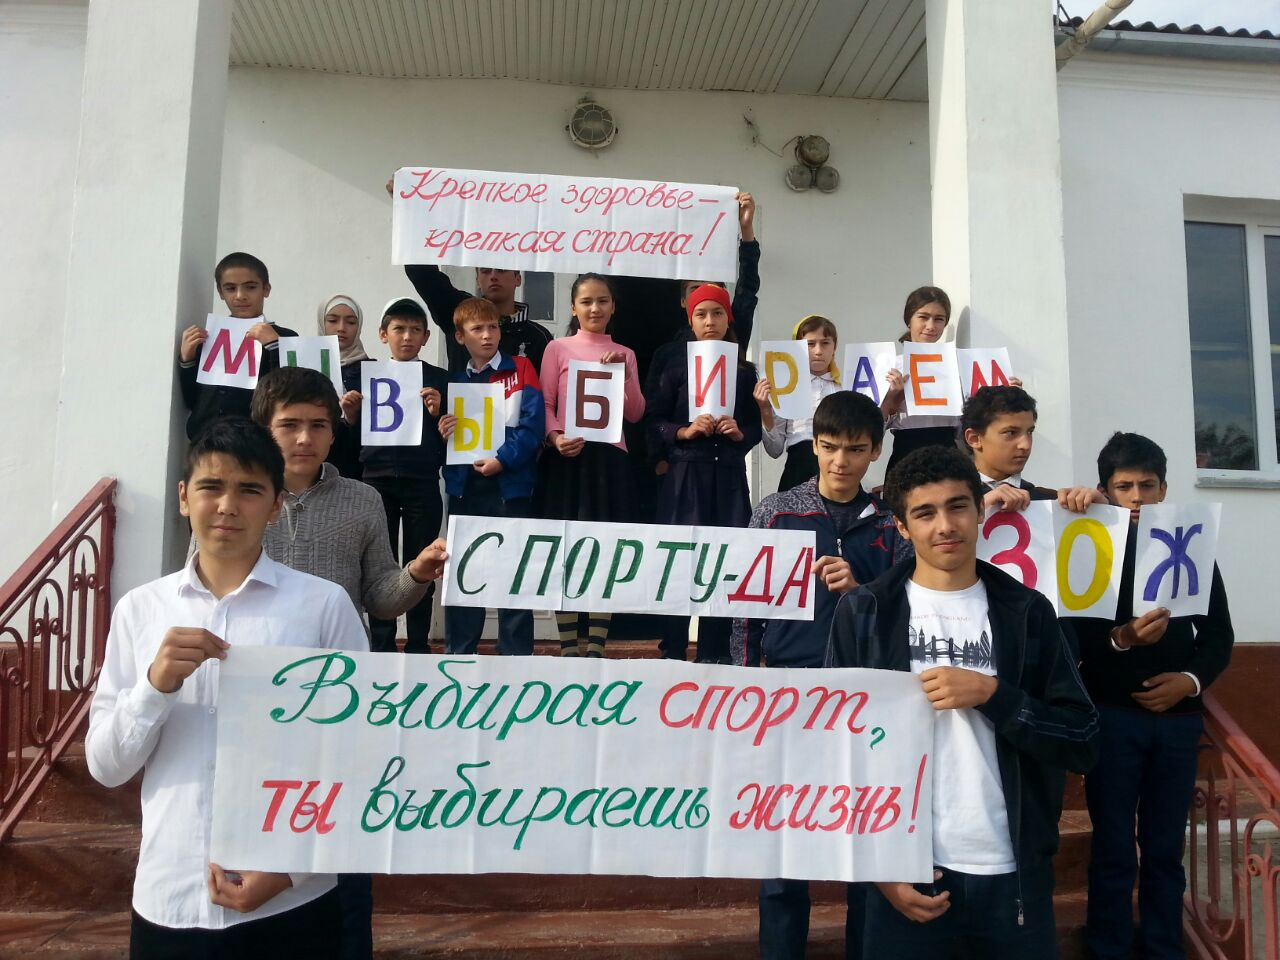 Крепкое здоровье –
крепкая страна!
МЫ ВЫБИРАЕМ
ЗОЖ
СПОРТУ-ДА
Выбирая спорт,
ты выбираешь жизнь!